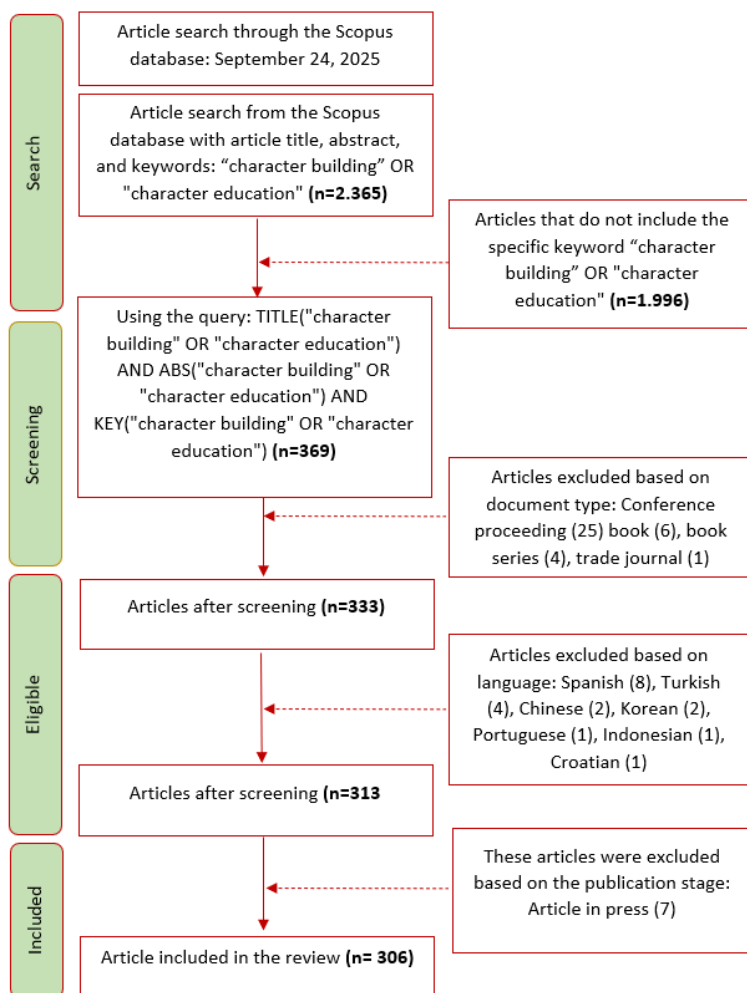 Search
Article search through the Scopus
database: September 24, 2025
Article search from the Scopus
database with article title, abstract,
and keywords: “character building” OR
"character education" (n=2.365)
Articles that do not include the
specific keyword “character
building” OR "character
education" (n=1.996)
Screening
Using the query: TITLE("character
building" OR "character education")
AND ABS("character building" OR
"character education") AND
KEY("character building" OR "character
education") (n=369)
Articles excluded based on
document type: Conference
proceeding (25) book (6), book
series (4), trade journal (1)
Eligible
Articles after screening (n=333)
Articles excluded based on
language: Spanish (8), Turkish
(4), Chinese (2), Korean (2),
Portuguese (1), Indonesian (1),
Croatian (1)
Articles after screening (n=313
Included
These articles were excluded
based on the publication stage:
Article in press (7)
Article included in the review (n= 306)